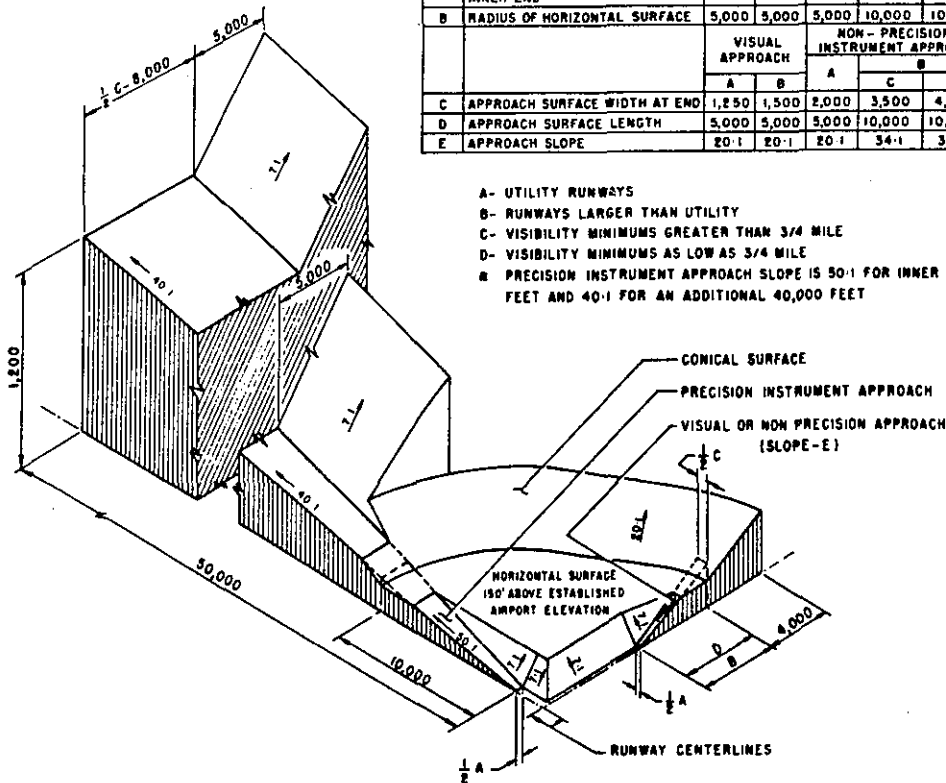 B RADIUS OF HORIZONTAL SURFACE 5,000 5,000 5,000 10,000
VISUAL APPROACH
NON-PRECISION
INSTRUMENT
A B A B
C
C APPROACH SURFACE WIDTH AT END 1,250 1,500 2,000 3,500
D APPROACH SURFACE LENGTH 5,000 5,000 5,000 10,000
E APPROACH SLOPE 20:1 20:1 20:1 34:1
A- UTILITY RUNWAYS
B- RUNWAYS LARGER THAN UTILITY
C- VISIBILITY MINIMUMS GREATER THAN 3/4 MILE
D- VISIBILITY MINIMUMS AS LOW AS 3/4 MILE
* PRECISION INSTRUMENT APPROACH SLOPE IS 50:1 FOR INNER
FEET AND 40:1 FOR AN ADDITIONAL 40,000 FEET
5,000
½ C-8,000
7:1
40:1
5,000
1,200
7:1
40:1
CONICAL SURFACE
PRECISION INSTRUMENT APPROACH
VISUAL OR NON PRECISION APPROACH
(SLOPE-E)
½ C
20:1
HORIZONTAL SURFACE
150' ABOVE ESTABLISHED
AIRPORT ELEVATION
50,000
50:1
7:1
7:1
7:1
7:1
4,000
D
B
10,000
½ A
½ A
RUNWAY CENTERLINES